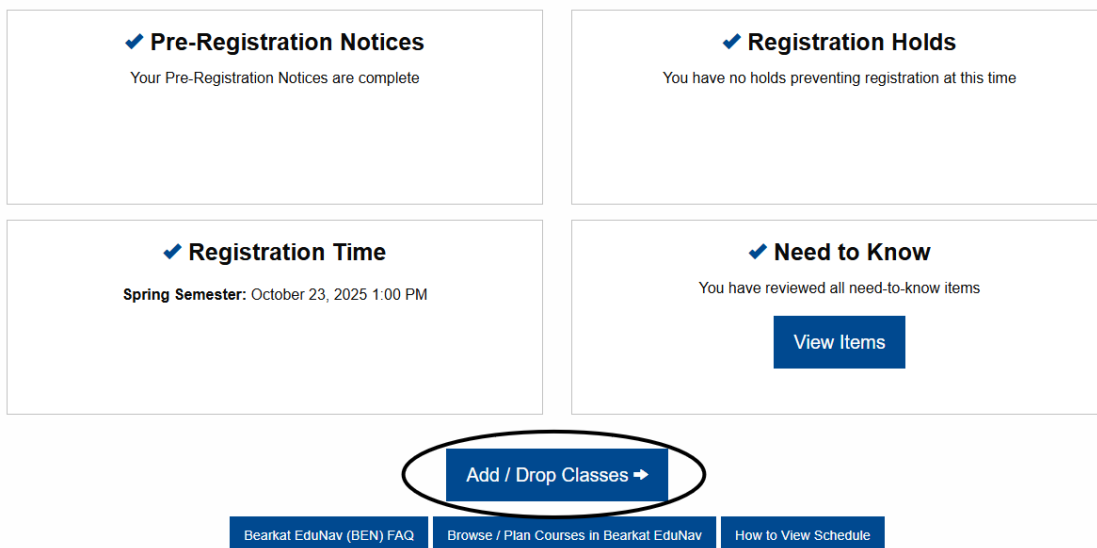 ✔ Pre-Registration Notices
Your Pre-Registration Notices are complete
✔ Registration Holds
You have no holds preventing registration at this time
✔ Registration Time
Spring Semester: October 23, 2025 1:00 PM
✔ Need to Know
You have reviewed all need-to-know items
View Items
Add / Drop Classes ➡
Bearkat EduNav (BEN) FAQ
Browse / Plan Courses in Bearkat EduNav
How to View Schedule